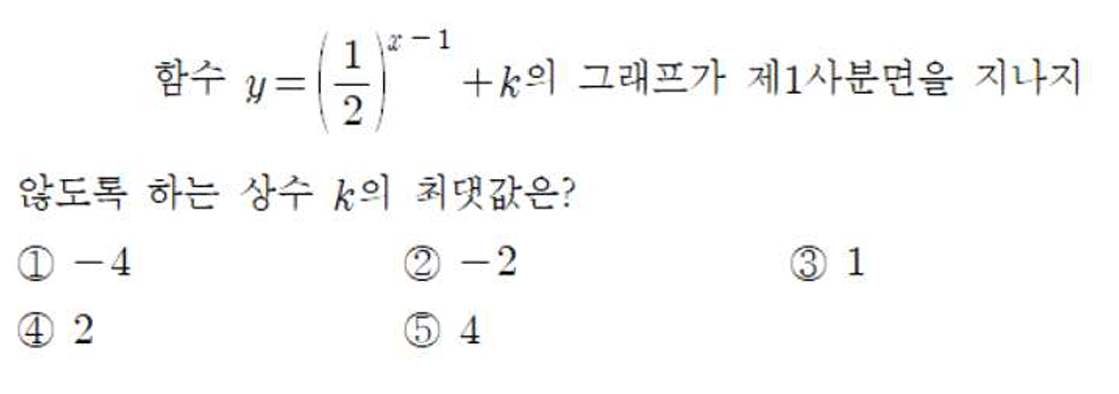 함수 y=(1/2)^{x-1}+k의 그래프가 제1사분면을 지나지
않도록 하는 상수 k의 최댓값은?
① -4 ② -2 ③ 1
④ 2 ⑤ 4